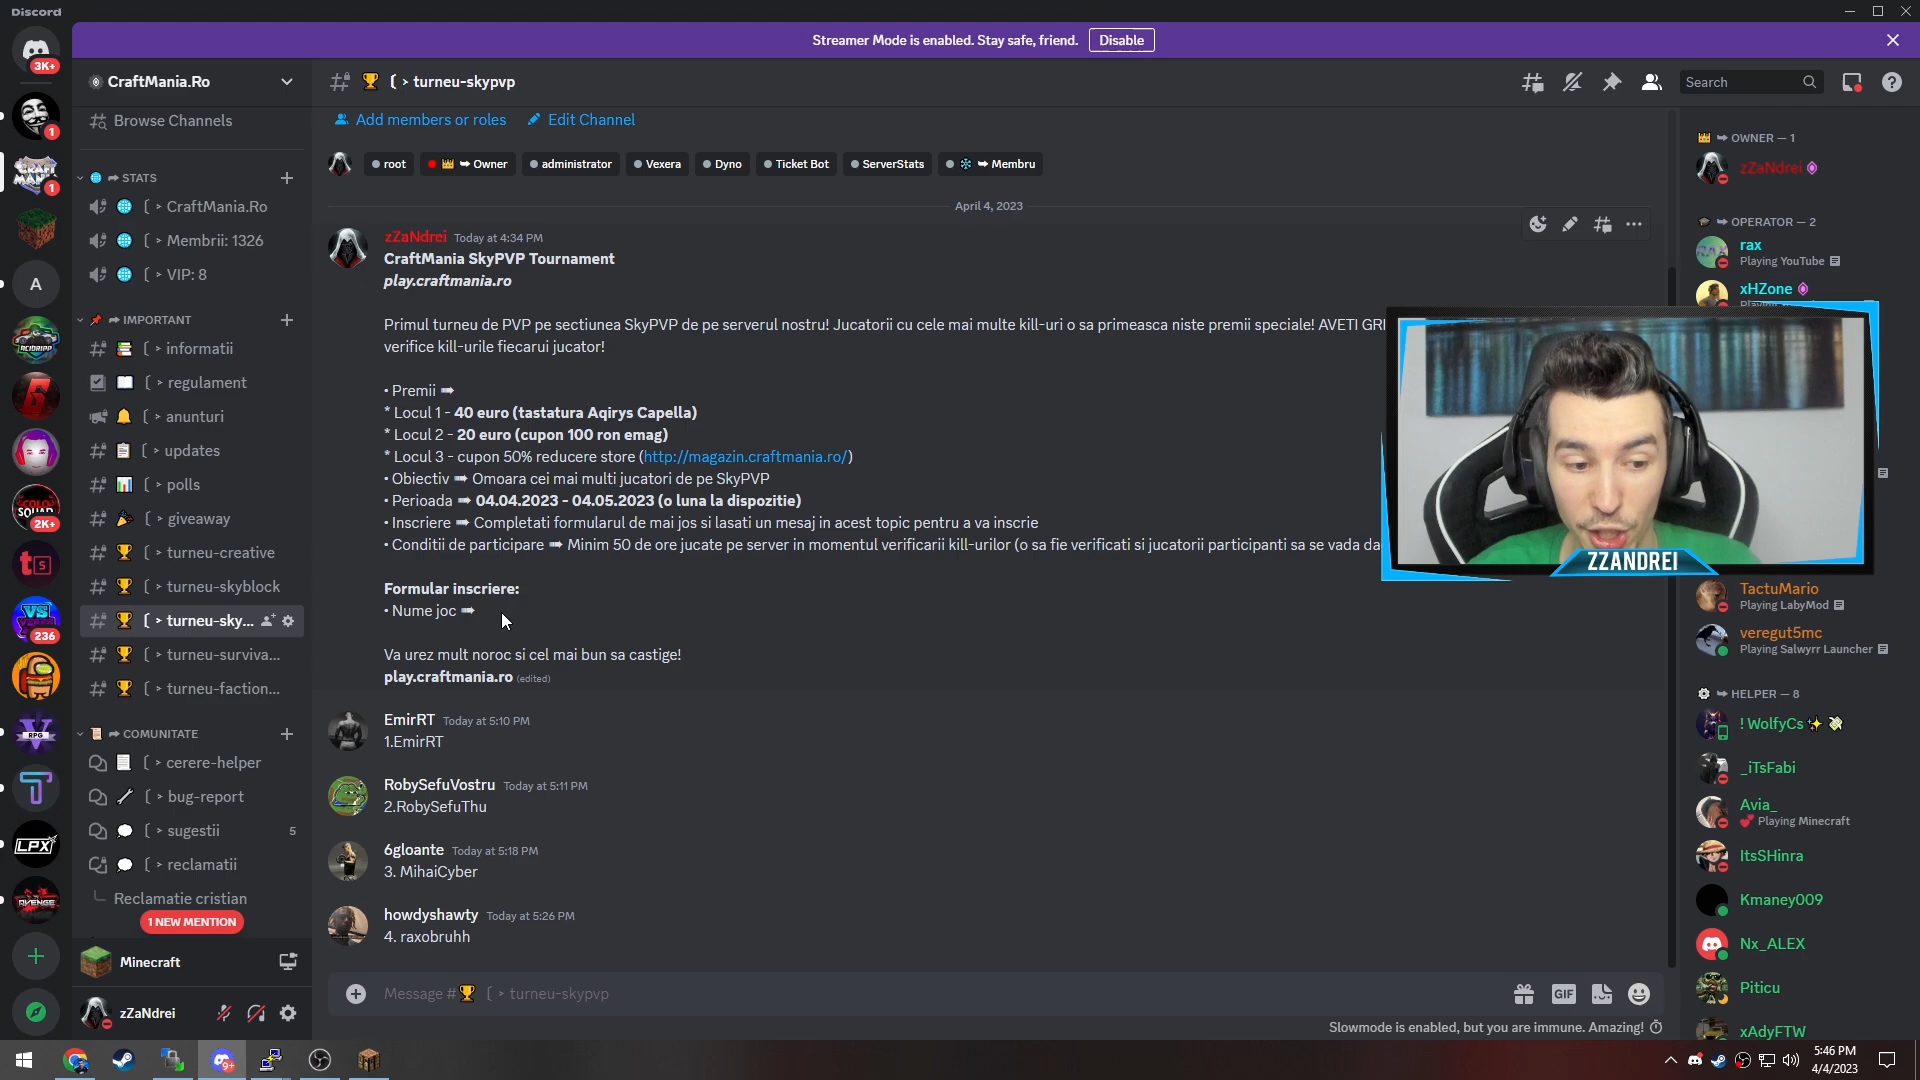 Discord
Streamer Mode is enabled. Stay safe, friend. Disable
3K+
1
1
A
2K+
236
CraftMania.Ro
Browse Channels
STATS
CraftMania.Ro
Membrii: 1326
VIP: 8
IMPORTANT
informatii
regulament
anunturi
updates
polls
giveaway
turneu-creative
turneu-skyblock
turneu-sky...
turneu-surviva...
turneu-faction...
COMUNITATE
cerere-helper
bug-report
sugestii 5
reclamatii
Reclamatie cristian
1 NEW MENTION
Minecraft
zZaNdrei
turneu-skypvp
Search
Add members or roles Edit Channel
root Owner administrator Vexera Dyno Ticket Bot ServerStats Membru
April 4, 2023
zZaNdrei Today at 4:34 PM
CraftMania SkyPVP Tournament
play.craftmania.ro
Primul turneu de PVP pe sectiunea SkyPVP de pe serverul nostru! Jucatorii cu cele mai multe kill-uri o sa primeasca niste premii speciale! AVETI GRI
verifice kill-urile fiecarui jucator!
• Premii ➠
* Locul 1 - 40 euro (tastatura Aqirys Capella)
* Locul 2 - 20 euro (cupon 100 ron emag)
* Locul 3 - cupon 50% reducere store (http://magazin.craftmania.ro/)
• Obiectiv ➠ Omoara cei mai multi jucatori de pe SkyPVP
• Perioada ➠ 04.04.2023 - 04.05.2023 (o luna la dispozitie)
• Inscriere ➠ Completati formularul de mai jos si lasati un mesaj in acest topic pentru a va inscrie
• Conditii de participare ➠ Minim 50 de ore jucate pe server in momentul verificarii kill-urilor (o sa fie verificati si jucatorii participanti sa se vada dac
Formular inscriere:
• Nume joc ➠
Va urez mult noroc si cel mai bun sa castige!
play.craftmania.ro (edited)
EmirRT Today at 5:10 PM
1.EmirRT
RobySefuVostru Today at 5:11 PM
2.RobySefuThu
6gloante Today at 5:18 PM
3. MihaiCyber
howdyshawty Today at 5:26 PM
4. raxobruhh
Message # turneu-skypvp
GIF
Slowmode is enabled, but you are immune. Amazing!
ZZANDREI
OWNER — 1
zZaNdrei
OPERATOR — 2
rax
Playing YouTube
xHZone
TactuMario
Playing LabyMod
veregut5mc
Playing Salwyrr Launcher
HELPER — 8
! WolfyCs
_iTsFabi
Avia_
Playing Minecraft
ItsSHinra
Kmaney009
Nx_ALEX
Piticu
xAdyFTW
9+
5:46 PM
4/4/2023